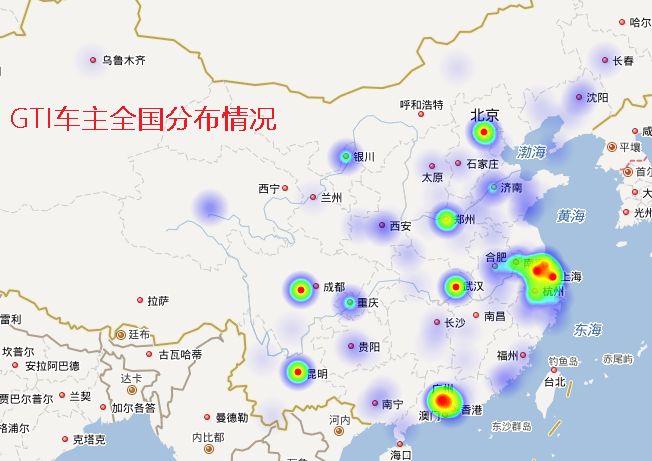 哈尔
乌鲁木齐
长春
沈阳
GTI车主全国分布情况
呼和浩特
北京
咸
平壤
渤海
银川
石家庄
太原
首尔
济南
大
西宁
兰州
光州
黄海
西安
郑州
合肥
上海
成都
武汉
杭州
重庆
拉萨
南昌
雷利
长沙
东海
廷布
坎普尔
古瓦哈蒂
贵阳
福州
钓鱼岛
赤尾屿
安拉阿巴德
昆明
台北
达卡
贾巴尔普尔
兰契
加尔各答
南宁
广州
香港
澳门
曼德勒
河内
东沙群岛
格浦尔
克塔克
内比都
海口